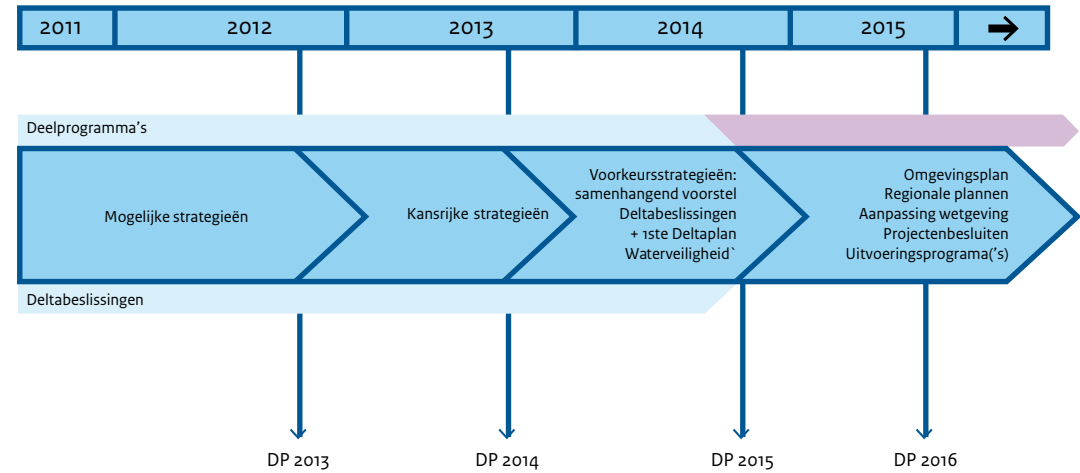 2011 2012 2013 2014 2015
Deelprogramma's
Mogelijke strategieën
Kansrijke strategieën
Voorkeursstrategieën:
samenhangend voorstel
Deltabeslissingen
+ 1ste Deltaplan
Waterveiligheid`
Omgevingsplan
Regionale plannen
Aanpassing wetgeving
Projectenbesluiten
Uitvoeringsprograma('s)
Deltabeslissingen
DP 2013 DP 2014 DP 2015 DP 2016